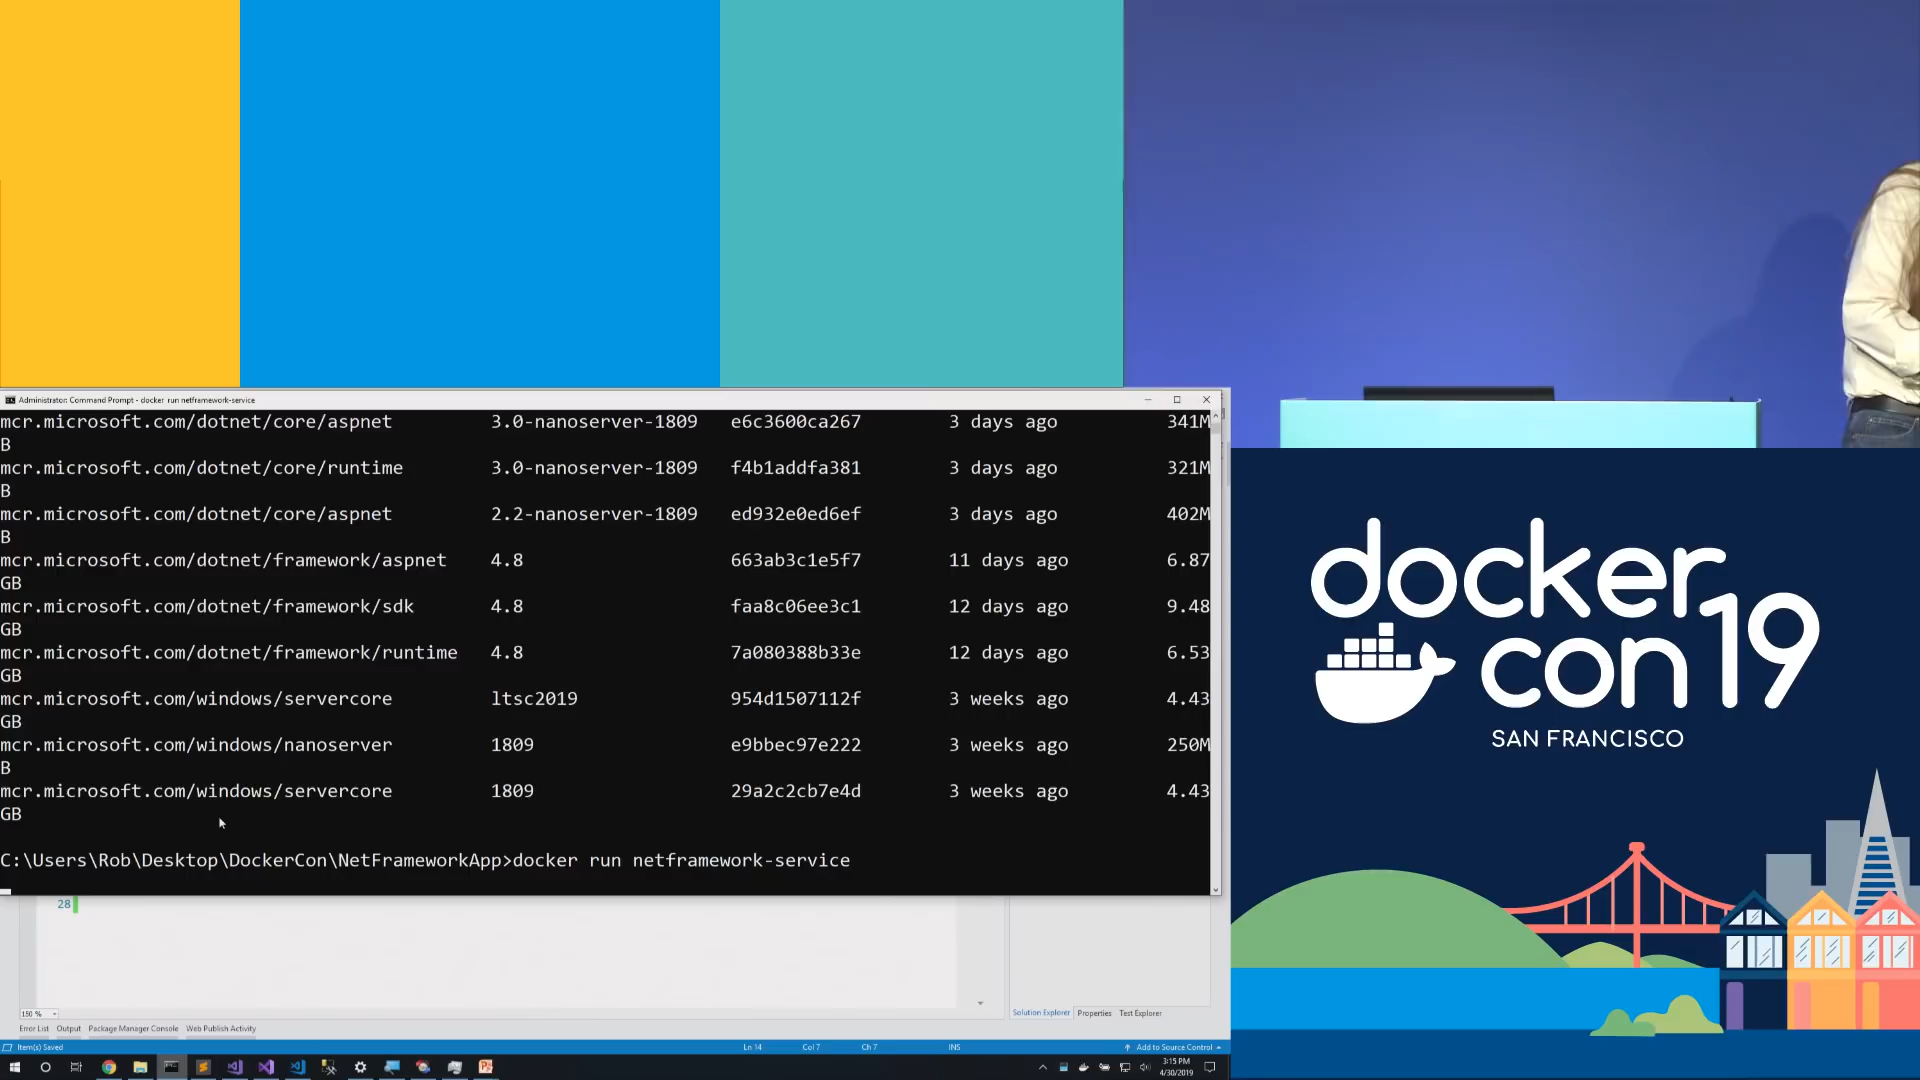 Administrator: Command Prompt - docker run netframework-service
mcr.microsoft.com/dotnet/core/aspnet 3.0-nanoserver-1809 e6c3600ca267 3 days ago 341M
B
mcr.microsoft.com/dotnet/core/runtime 3.0-nanoserver-1809 f4b1addfa381 3 days ago 321M
B
mcr.microsoft.com/dotnet/core/aspnet 2.2-nanoserver-1809 ed932e0ed6ef 3 days ago 402M
B
mcr.microsoft.com/dotnet/framework/aspnet 4.8 663ab3c1e5f7 11 days ago 6.87
GB
mcr.microsoft.com/dotnet/framework/sdk 4.8 faa8c06ee3c1 12 days ago 9.48
GB
mcr.microsoft.com/dotnet/framework/runtime 4.8 7a080388b33e 12 days ago 6.53
GB
mcr.microsoft.com/windows/servercore ltsc2019 954d1507112f 3 weeks ago 4.43
GB
mcr.microsoft.com/windows/nanoserver 1809 e9bbec97e222 3 weeks ago 250M
B
mcr.microsoft.com/windows/servercore 1809 29a2c2cb7e4d 3 weeks ago 4.43
GB
C:\Users\Rob\Desktop\DockerCon\NetFrameworkApp>docker run netframework-service
28
150 %
Solution Explorer Properties Test Explorer
Error List Output Package Manager Console Web Publish Activity
Item(s) Saved Ln 14 Col 7 Ch 7 INS Add to Source Control
3:15 PM
4/30/2019
docker
con19
SAN FRANCISCO